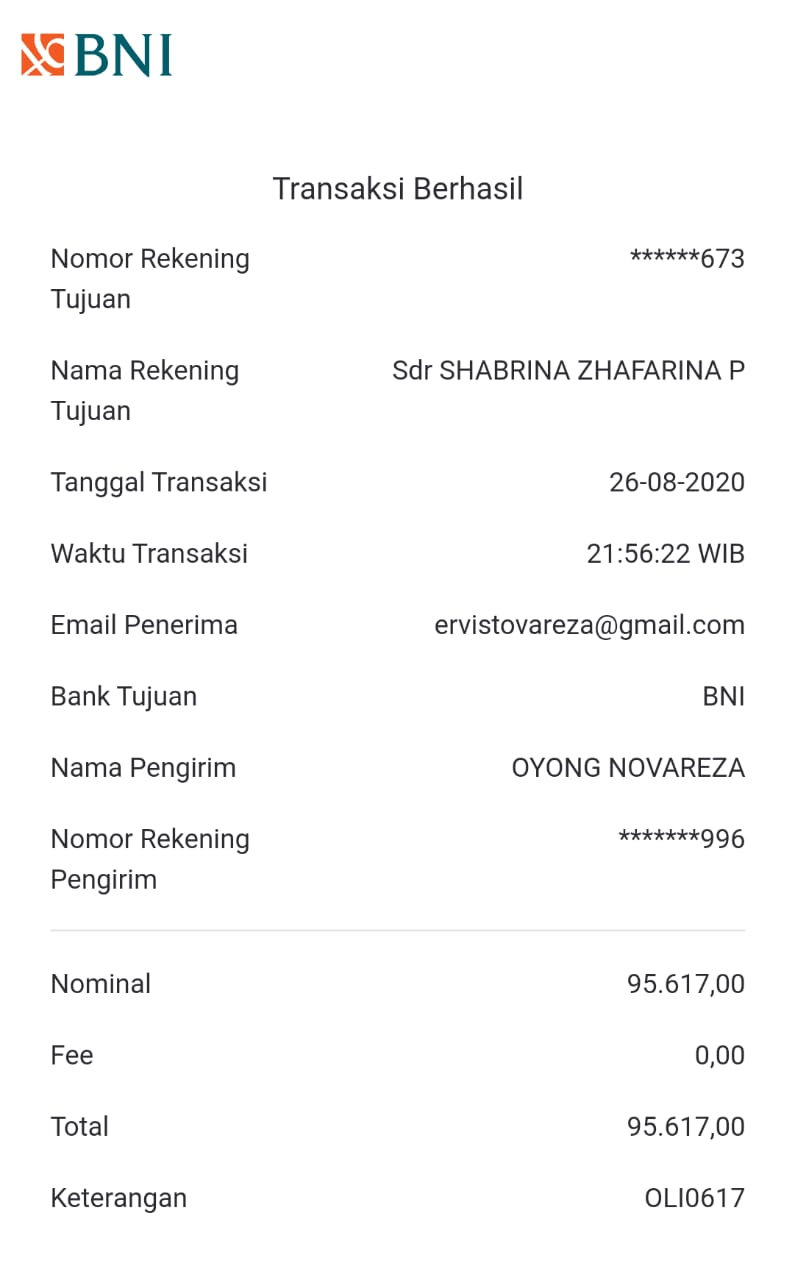 BNI
Transaksi Berhasil
Nomor Rekening Tujuan ******673
Nama Rekening Tujuan Sdr SHABRINA ZHAFARINA P
Tanggal Transaksi 26-08-2020
Waktu Transaksi 21:56:22 WIB
Email Penerima ervistovareza@gmail.com
Bank Tujuan BNI
Nama Pengirim OYONG NOVAREZA
Nomor Rekening Pengirim *******996
Nominal 95.617,00
Fee 0,00
Total 95.617,00
Keterangan OLI0617